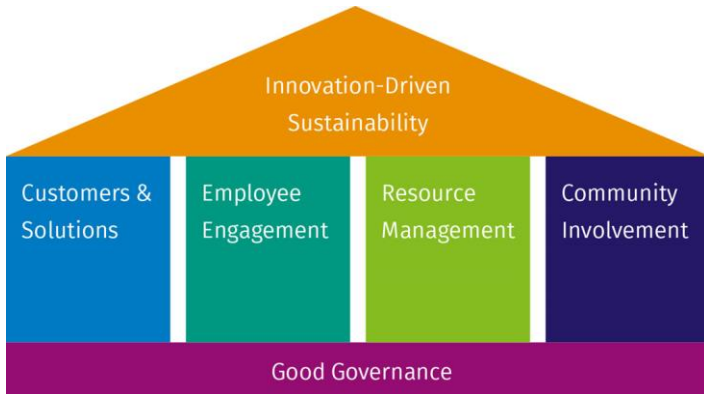 Innovation-Driven
Sustainability
Customers &
Solutions
Employee
Engagement
Resource
Management
Community
Involvement
Good Governance